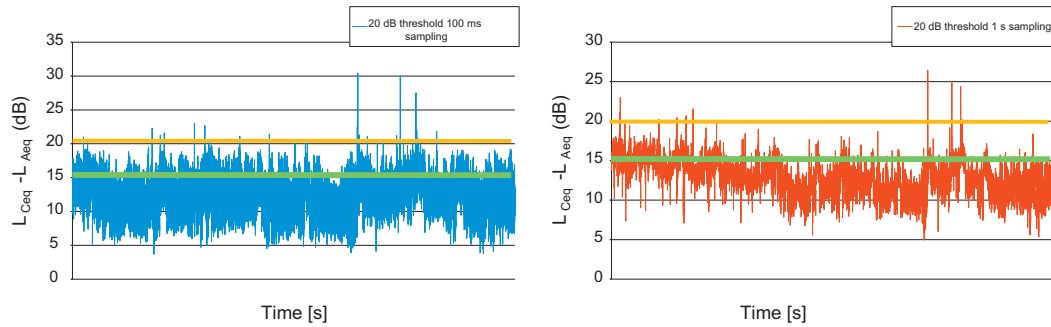 20 dB threshold 100 ms
sampling
35
30
25
20
15
10
5
0
L Ceq -L Aeq (dB)
Time [s]
20 dB threshold 1 s sampling
30
25
20
15
10
5
0
L Ceq -L Aeq (dB)
Time [s]